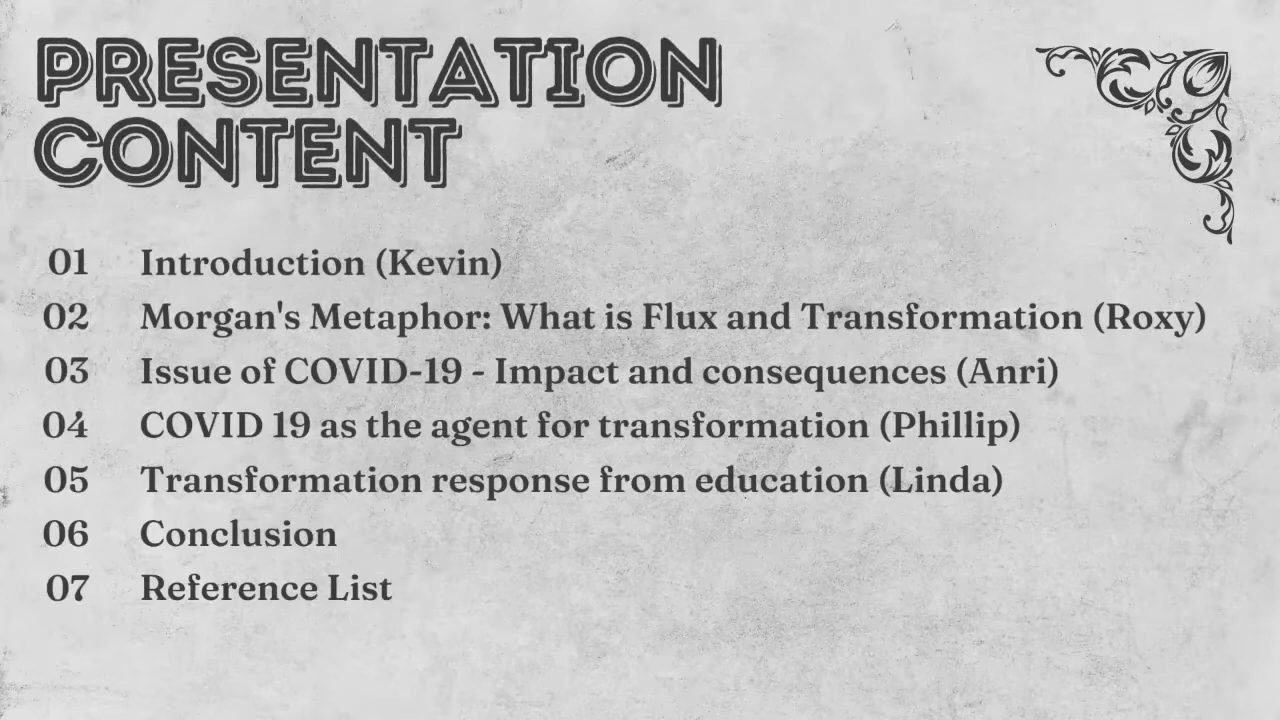 PRESENTATION
CONTENT
01 Introduction (Kevin)
02 Morgan's Metaphor: What is Flux and Transformation (Roxy)
03 Issue of COVID-19 - Impact and consequences (Anri)
04 COVID 19 as the agent for transformation (Phillip)
05 Transformation response from education (Linda)
06 Conclusion
07 Reference List